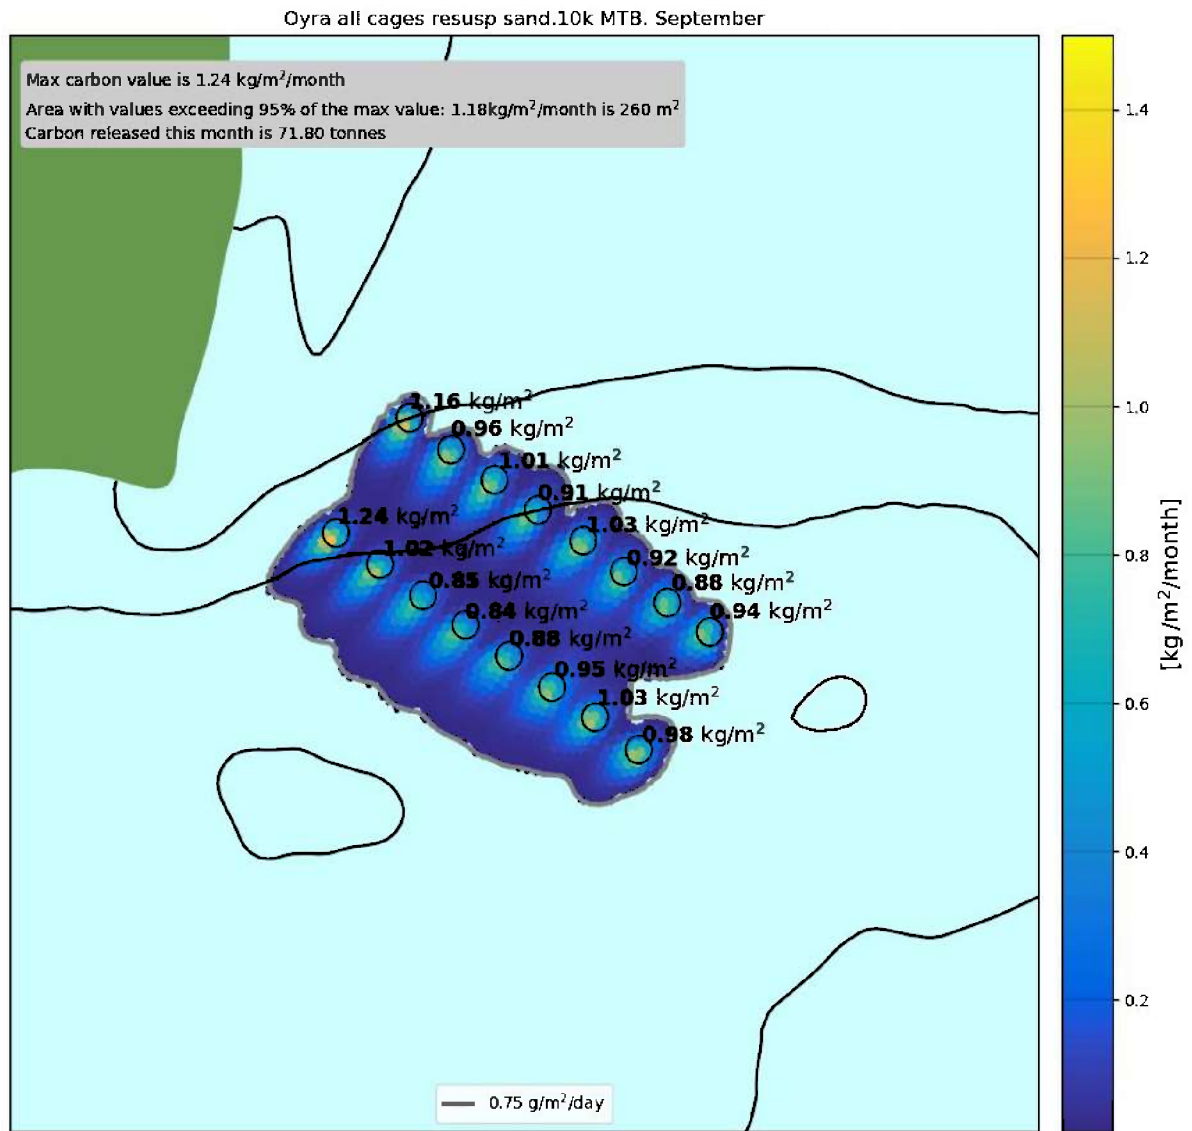 Oyra all cages resusp sand.10k MTB. September
Max carbon value is 1.24 kg/m²/month
Area with values exceeding 95% of the max value: 1.18kg/m²/month is 260 m²
Carbon released this month is 71.80 tonnes
1.16 kg/m²
0.96 kg/m²
1.01 kg/m²
0.91 kg/m²
1.24 kg/m²
1.03 kg/m²
1.02 kg/m²
0.92 kg/m²
0.85 kg/m²
0.88 kg/m²
0.84 kg/m²
0.94 kg/m²
0.88 kg/m²
0.95 kg/m²
1.03 kg/m²
0.98 kg/m²
0.75 g/m²/day
1.4
1.2
1.0
0.8
0.6
0.4
0.2
[kg/m²/month]